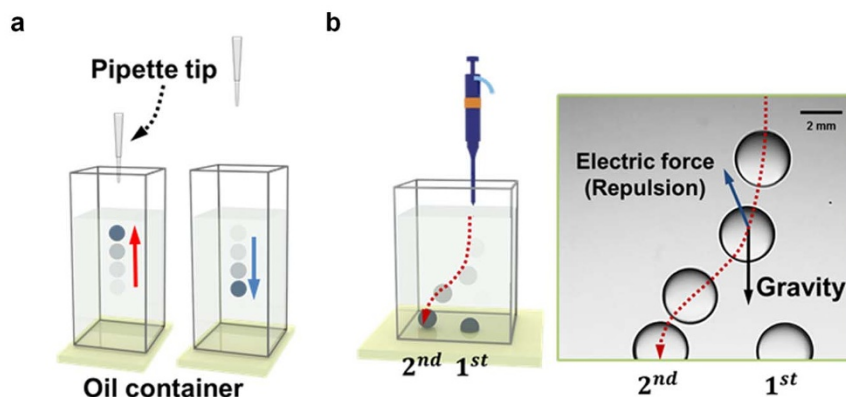 a
Pipette tip
Oil container
b
2nd 1st
2 mm
Electric force
(Repulsion)
Gravity
2nd
1st